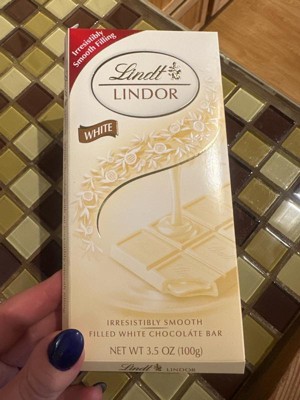 Irresistibly
Smooth Filling
Lindt
LINDOR
WHITE
IRRESISTIBLY SMOOTH
FILLED WHITE CHOCOLATE BAR
NET WT 3.5 OZ (100g)
Lindt LINDOR